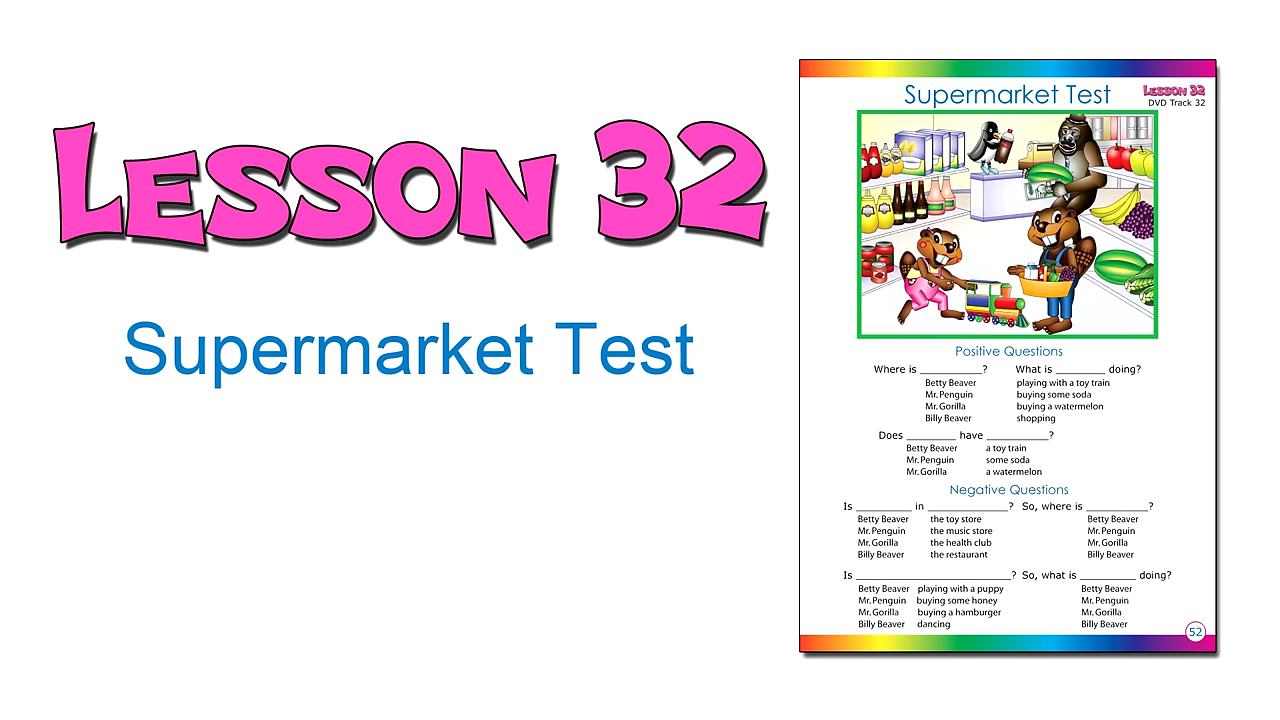 LESSON 32
Supermarket Test
Supermarket Test
LESSON 32
DVD Track 32
Positive Questions
Where is __________? What is ________ doing?
Betty Beaver playing with a toy train
Mr. Penguin buying some soda
Mr. Gorilla buying a watermelon
Billy Beaver shopping
Does ________ have __________?
Betty Beaver a toy train
Mr. Penguin some soda
Mr. Gorilla a watermelon
Negative Questions
Is _________ in _____________? So, where is __________?
Betty Beaver the toy store Betty Beaver
Mr. Penguin the music store Mr. Penguin
Mr. Gorilla the health club Mr. Gorilla
Billy Beaver the restaurant Billy Beaver
Is _________________________? So, what is _________ doing?
Betty Beaver playing with a puppy Betty Beaver
Mr. Penguin buying some honey Mr. Penguin
Mr. Gorilla buying a hamburger Mr. Gorilla
Billy Beaver dancing Billy Beaver
52